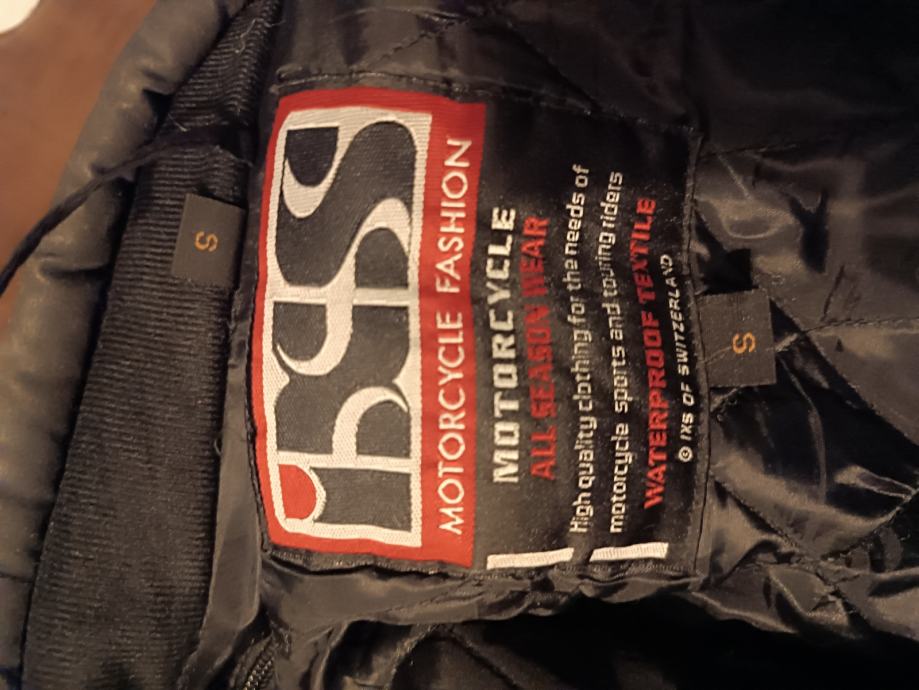 S
ixs
MOTORCYCLE FASHION
MOTORCYCLE
ALL SEASON WEAR
High quality clothing for the needs of
motorcycle sports and touring riders
WATERPROOF TEXTILE
© IXS OF SWITZERLAND
S